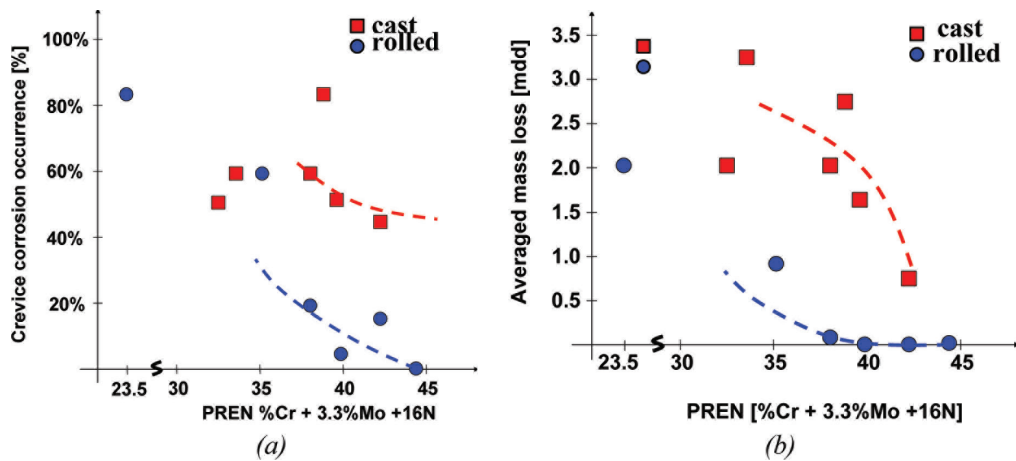 cast
rolled
Crevice corrosion occurrence [%]
100%
80%
60%
40%
20%
23.5 30 35 40 45
PREN %Cr + 3.3%Mo +16N
(a)
cast
rolled
Averaged mass loss [mdd]
3.5
3.0
2.5
2.0
1.5
1.0
0.5
23.5 30 35 40 45
PREN [%Cr + 3.3%Mo +16N]
(b)